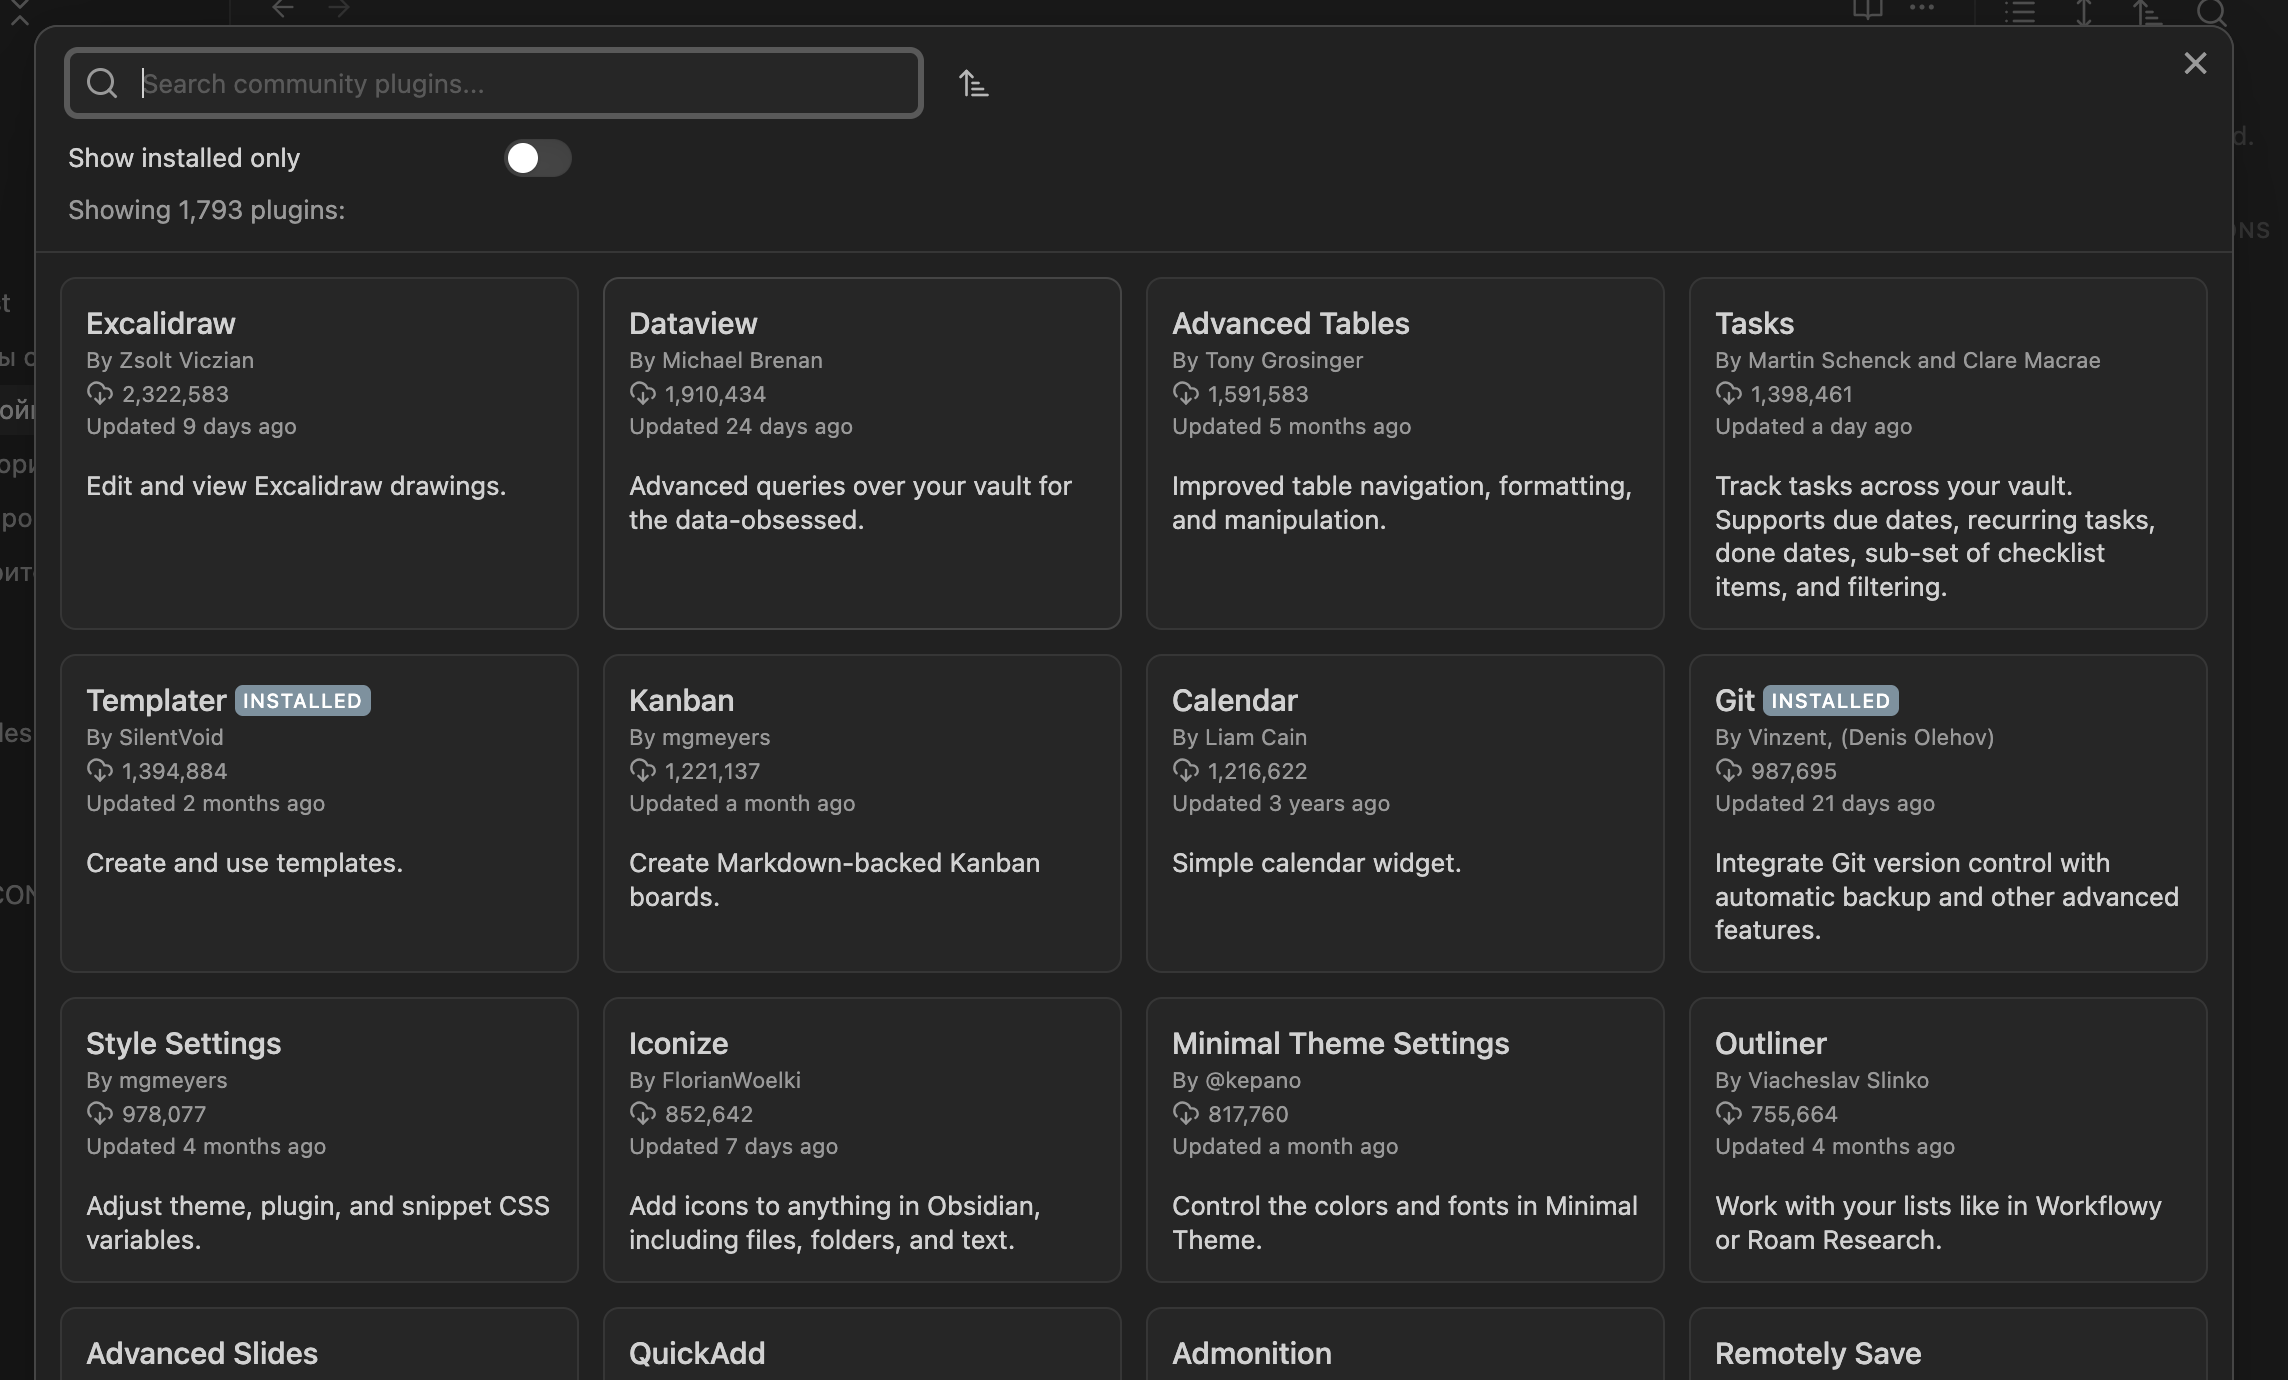 Search community plugins...
Show installed only
Showing 1,793 plugins:
Excalidraw
By Zsolt Viczian
2,322,583
Updated 9 days ago
Edit and view Excalidraw drawings.
Dataview
By Michael Brenan
1,910,434
Updated 24 days ago
Advanced queries over your vault for
the data-obsessed.
Advanced Tables
By Tony Grosinger
1,591,583
Updated 5 months ago
Improved table navigation, formatting,
and manipulation.
Tasks
By Martin Schenck and Clare Macrae
1,398,461
Updated a day ago
Track tasks across your vault.
Supports due dates, recurring tasks,
done dates, sub-set of checklist
items, and filtering.
Templater INSTALLED
By SilentVoid
1,394,884
Updated 2 months ago
Create and use templates.
Kanban
By mgmeyers
1,221,137
Updated a month ago
Create Markdown-backed Kanban
boards.
Calendar
By Liam Cain
1,216,622
Updated 3 years ago
Simple calendar widget.
Git INSTALLED
By Vinzent, (Denis Olehov)
987,695
Updated 21 days ago
Integrate Git version control with
automatic backup and other advanced
features.
Style Settings
By mgmeyers
978,077
Updated 4 months ago
Adjust theme, plugin, and snippet CSS
variables.
Iconize
By FlorianWoelki
852,642
Updated 7 days ago
Add icons to anything in Obsidian,
including files, folders, and text.
Minimal Theme Settings
By @kepano
817,760
Updated a month ago
Control the colors and fonts in Minimal
Theme.
Outliner
By Viacheslav Slinko
755,664
Updated 4 months ago
Work with your lists like in Workflowy
or Roam Research.
Advanced Slides
QuickAdd
Admonition
Remotely Save